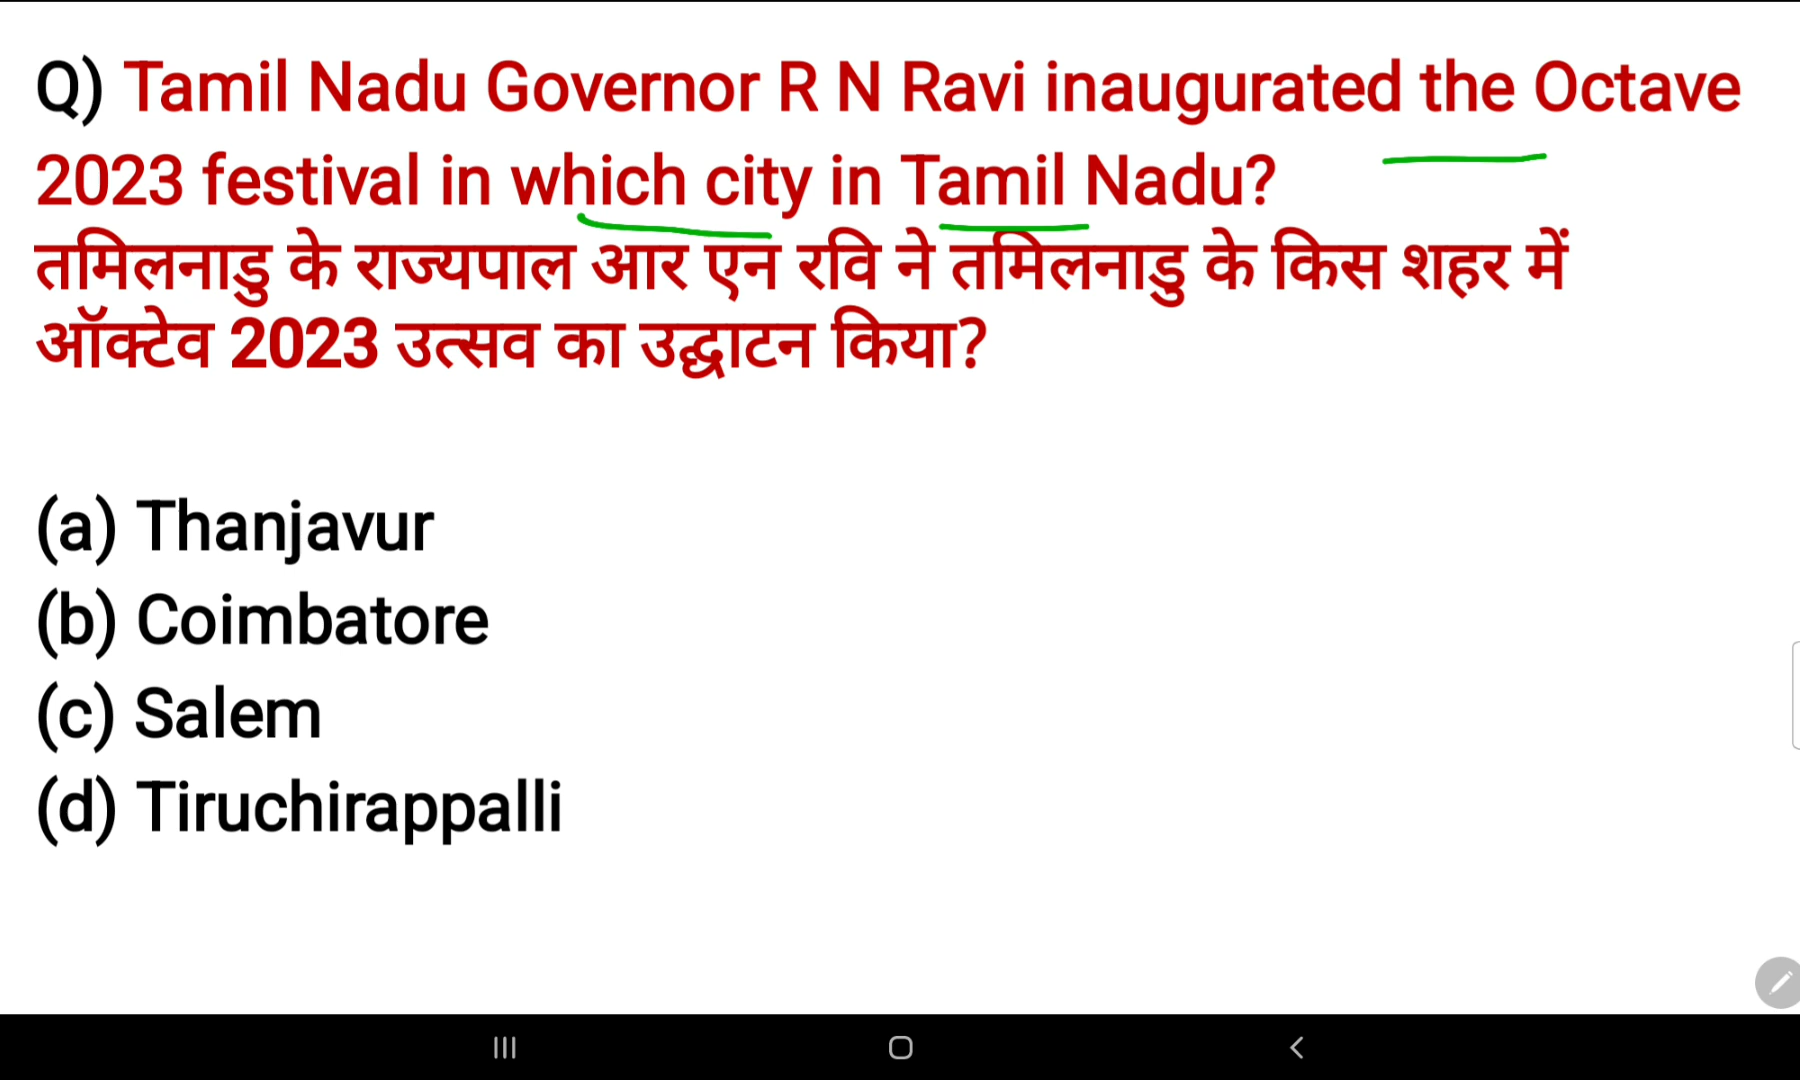 Q) Tamil Nadu Governor R N Ravi inaugurated the Octave
2023 festival in which city in Tamil Nadu?
तमिलनाडु के राज्यपाल आर एन रवि ने तमिलनाडु के किस शहर में
ऑक्टेव 2023 उत्सव का उद्घाटन किया?
(a) Thanjavur
(b) Coimbatore
(c) Salem
(d) Tiruchirappalli